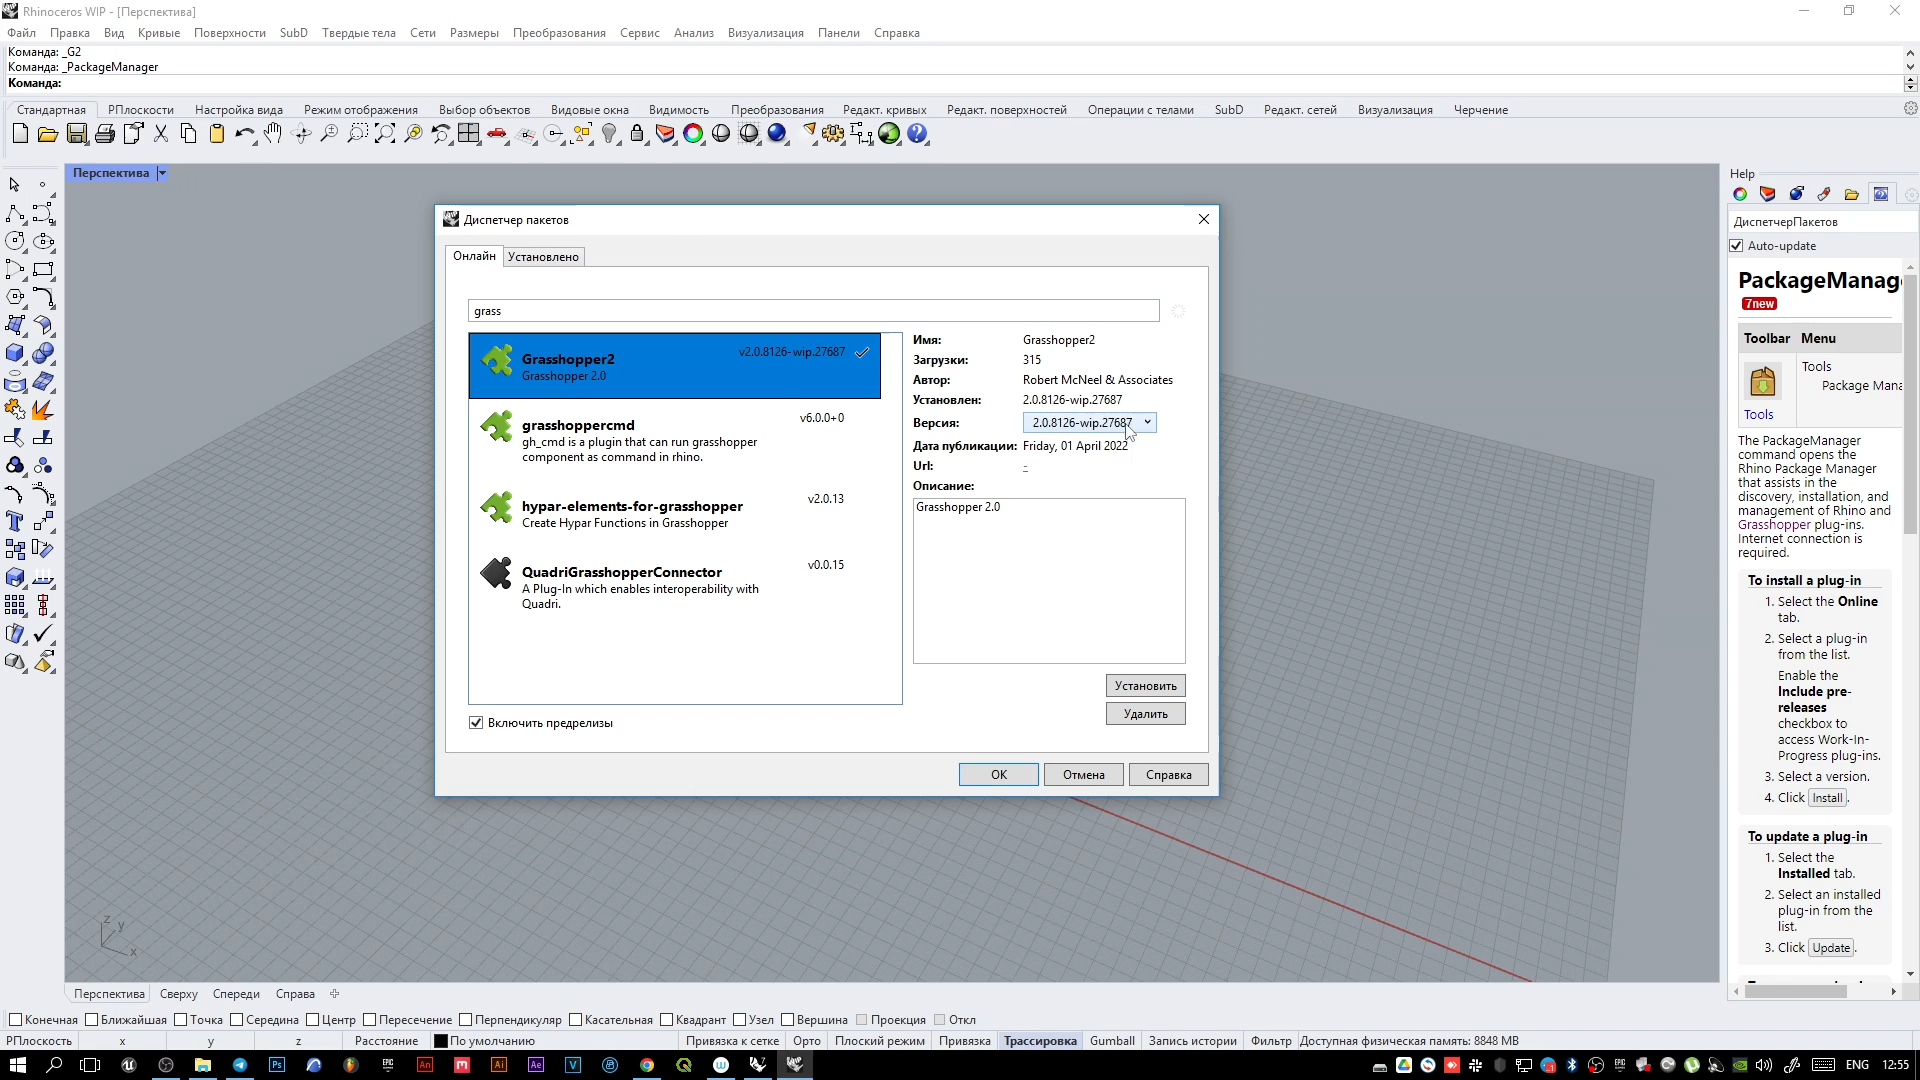 Rhinoceros WIP - [Перспектива]
Файл Правка Вид Кривые Поверхности SubD Твердые тела Сети Размеры Преобразования Сервис Анализ Визуализация Панели Справка
Команда: _G2
Команда: _PackageManager
Команда:
Стандартная РПлоскости Настройка вида Режим отображения Выбор объектов Видовые окна Видимость Преобразования Редакт. кривых Редакт. поверхностей Операции с телами SubD Редакт. сетей Визуализация Черчение
Перспектива
Диспетчер пакетов
Онлайн Установлено
grass
Grasshopper2 v2.0.8126-wip.27687
Grasshopper 2.0
grasshoppercmd v6.0.0+0
gh_cmd is a plugin that can run grasshopper
component as command in rhino.
hypar-elements-for-grasshopper v2.0.13
Create Hypar Functions in Grasshopper
QuadriGrasshopperConnector v0.0.15
A Plug-In which enables interoperability with
Quadri.
Включить предрелизы
Имя: Grasshopper2
Загрузки: 315
Автор: Robert McNeel & Associates
Установлен: 2.0.8126-wip.27687
Версия: 2.0.8126-wip.27687
Дата публикации: Friday, 01 April 2022
Url: -
Описание:
Grasshopper 2.0
Установить
Удалить
ОК Отмена Справка
Help
ДиспетчерПакетов
Auto-update
PackageManag
7new
Toolbar Menu
Tools
Package Mana
Tools
The PackageManager
command opens the
Rhino Package Manager
that assists in the
discovery, installation, and
management of Rhino and
Grasshopper plug-ins.
Internet connection is
required.
To install a plug-in
1. Select the Online
tab.
2. Select a plug-in
from the list.
Enable the
Include pre-
releases
checkbox to
access Work-In-
Progress plug-ins.
3. Select a version.
4. Click Install.
To update a plug-in
1. Select the
Installed tab.
2. Select an installed
plug-in from the
list.
3. Click Update.
z
y
x
Перспектива Сверху Спереди Справа
Конечная Ближайшая Точка Середина Центр Пересечение Перпендикуляр Касательная Квадрант Узел Вершина Проекция Откл
РПлоскость x y z Расстояние По умолчанию Привязка к сетке Орто Плоский режим Привязка Трассировка Gumball Запись истории Фильтр Доступная физическая память: 8848 MB
Ps EPIC An Ai Ae V W ENG 12:55